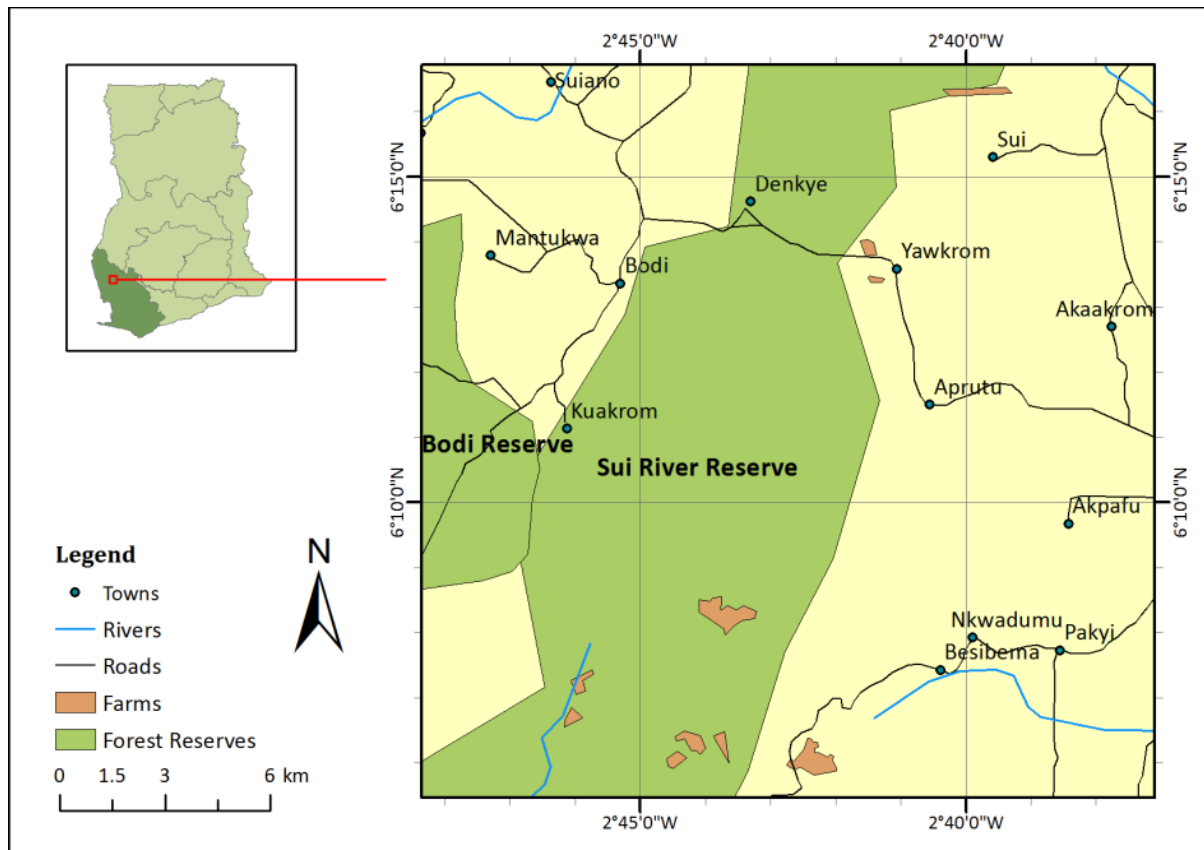 2°45'0"W 2°40'0"W
Suiano
Sui
6°15'0"N 6°15'0"N
Denkye
Mantukwa
Bodi
Yawkrom
Akaakrom
Aprutu
Kuakrom
Bodi Reserve
Sui River Reserve
6°10'0"N 6°10'0"N
Akpafu
Nkwadumu
Pakyi
Besibema
2°45'0"W 2°40'0"W
N
Legend
Towns
Rivers
Roads
Farms
Forest Reserves
0 1.5 3 6 km